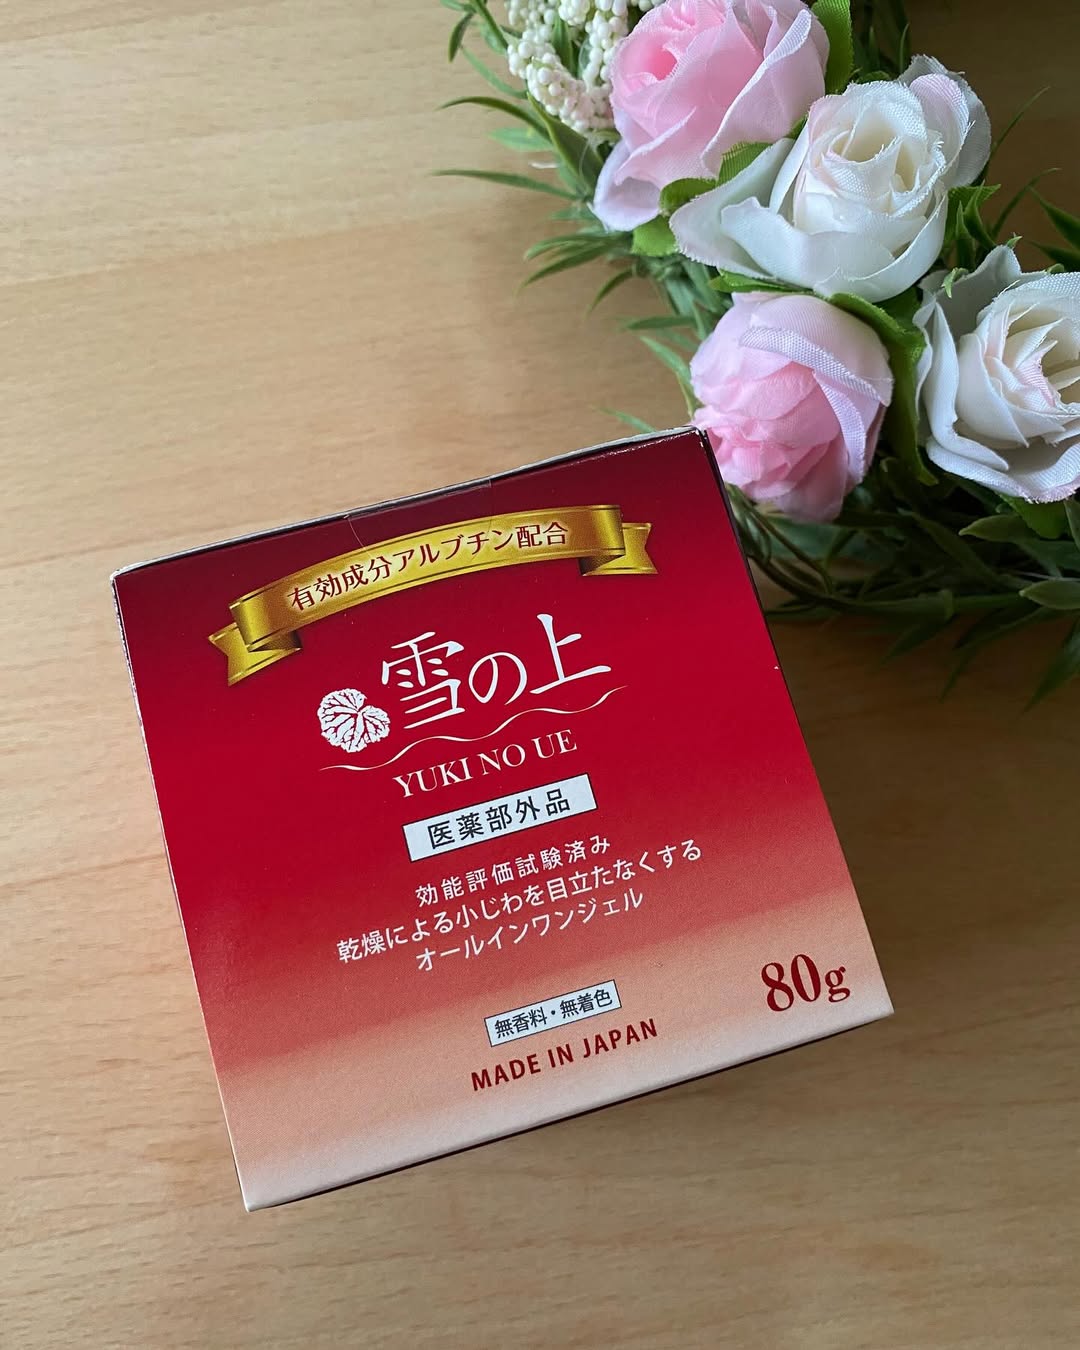 有効成分アルブチン配合
雪の上
YUKI NO UE
医薬部外品
効能評価試験済み
乾燥による小じわを目立たなくする
オールインワンジェル
80g
無香料・無着色
MADE IN JAPAN